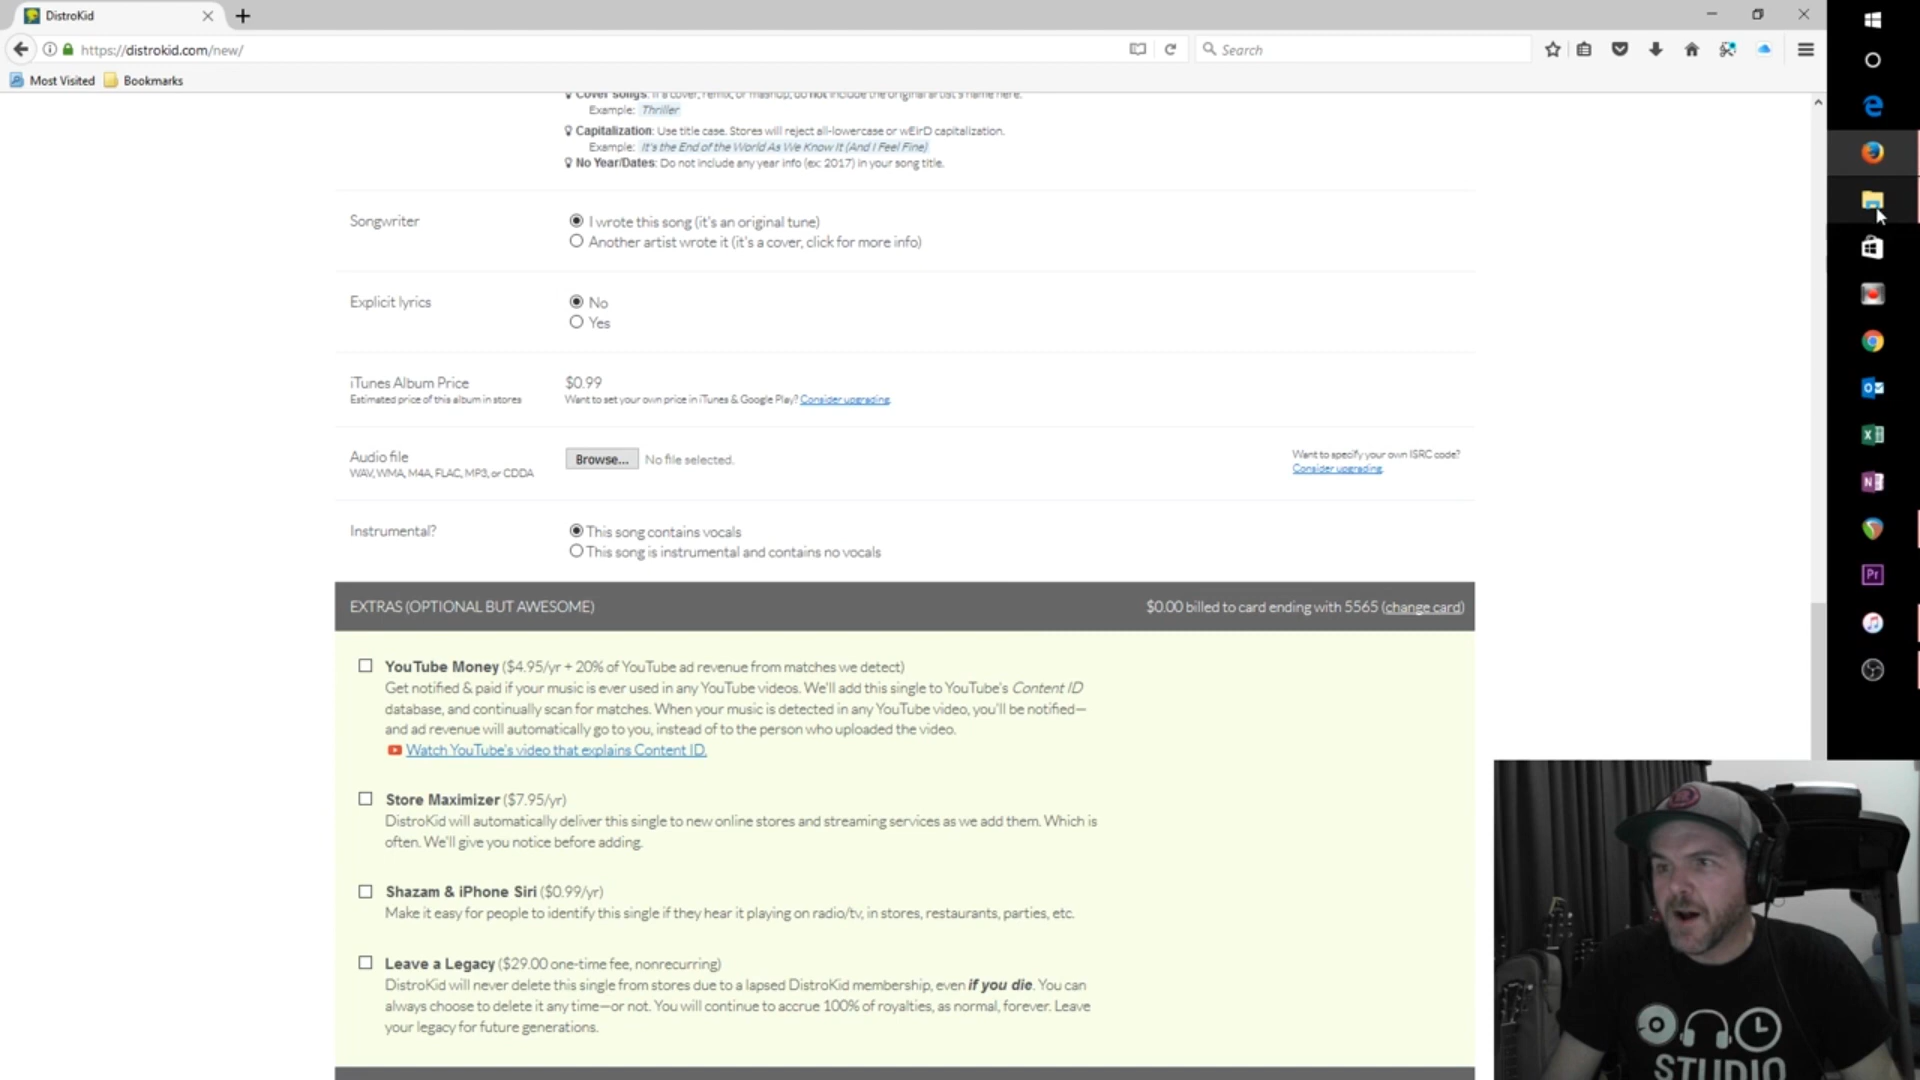 DistroKid
https://distrokid.com/new/
Search
Most Visited
Bookmarks
Cover songs: If a cover, remix, or mashup, do not include the original artist's name here.
Example: Thriller
Capitalization: Use title case. Stores will reject all-lowercase or wEirD capitalization.
Example: It's the End of the World As We Know It (And I Feel Fine)
No Year/Dates: Do not include any year info (ex: 2017) in your song title.
Songwriter
I wrote this song (it's an original tune)
Another artist wrote it (it's a cover, click for more info)
Explicit lyrics
No
Yes
iTunes Album Price
Estimated price of this album in stores
$0.99
Want to set your own price in iTunes & Google Play? Consider upgrading.
Audio file
WAV, WMA, M4A, FLAC, MP3, or CDDA
Browse... No file selected.
Want to specify your own ISRC code?
Consider upgrading.
Instrumental?
This song contains vocals
This song is instrumental and contains no vocals
EXTRAS (OPTIONAL BUT AWESOME)
$0.00 billed to card ending with 5565 (change card)
YouTube Money ($4.95/yr + 20% of YouTube ad revenue from matches we detect)
Get notified & paid if your music is ever used in any YouTube videos. We'll add this single to YouTube's Content ID
database, and continually scan for matches. When your music is detected in any YouTube video, you'll be notified—
and ad revenue will automatically go to you, instead of to the person who uploaded the video.
Watch YouTube's video that explains Content ID.
Store Maximizer ($7.95/yr)
DistroKid will automatically deliver this single to new online stores and streaming services as we add them. Which is
often. We'll give you notice before adding.
Shazam & iPhone Siri ($0.99/yr)
Make it easy for people to identify this single if they hear it playing on radio/tv, in stores, restaurants, parties, etc.
Leave a Legacy ($29.00 one-time fee, nonrecurring)
DistroKid will never delete this single from stores due to a lapsed DistroKid membership, even if you die. You can
always choose to delete it any time—or not. You will continue to accrue 100% of royalties, as normal, forever. Leave
your legacy for future generations.
Pr
STUDIO